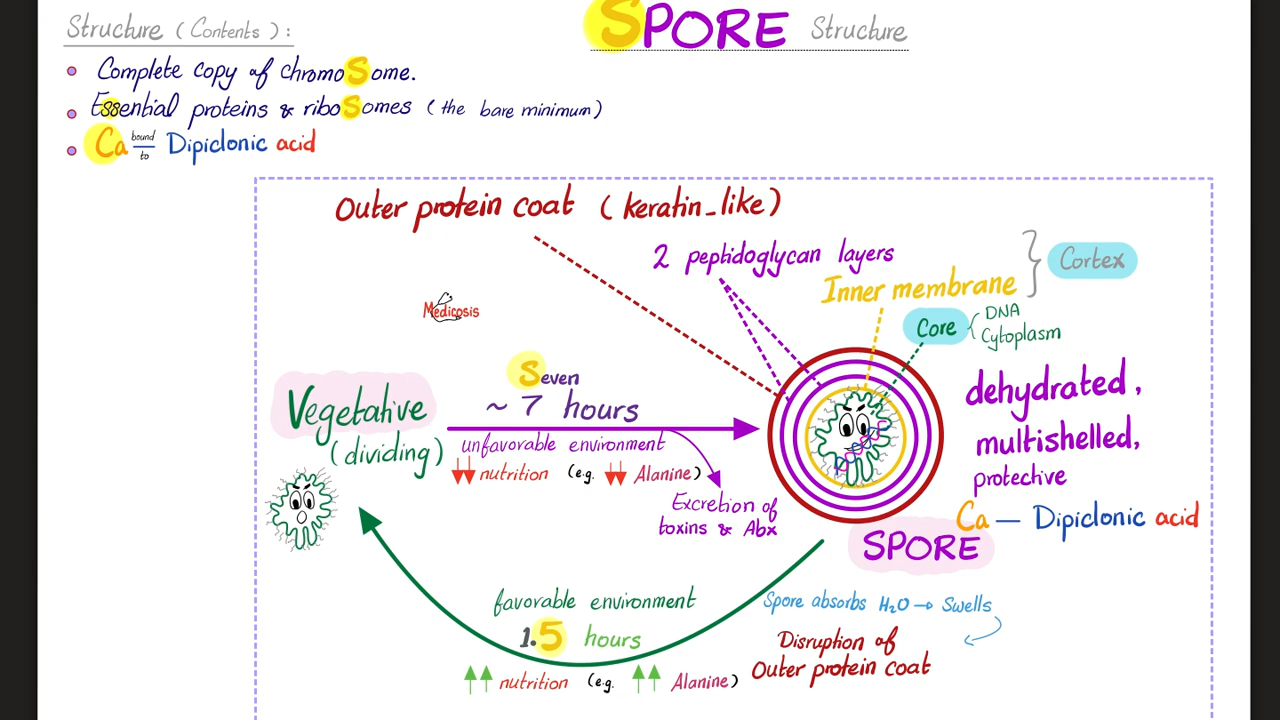 SPORE Structure
Structure (Contents):
Complete copy of chromoSome.
Essential proteins & riboSomes (the bare minimum)
Ca bound to Dipiclonic acid
Outer protein coat (keratin-like)
2 peptidoglycan layers
Inner membrane
Cortex
Core
DNA
Cytoplasm
Medicosis
Vegetative
(dividing)
Seven
~ 7 hours
unfavorable environment
nutrition (e.g. Alanine)
Excretion of
toxins & Abx
dehydrated,
multishelled,
protective
Ca — Dipiclonic acid
SPORE
favorable environment
1.5 hours
nutrition (e.g. Alanine)
Spore absorbs H₂O → Swells
Disruption of
Outer protein coat